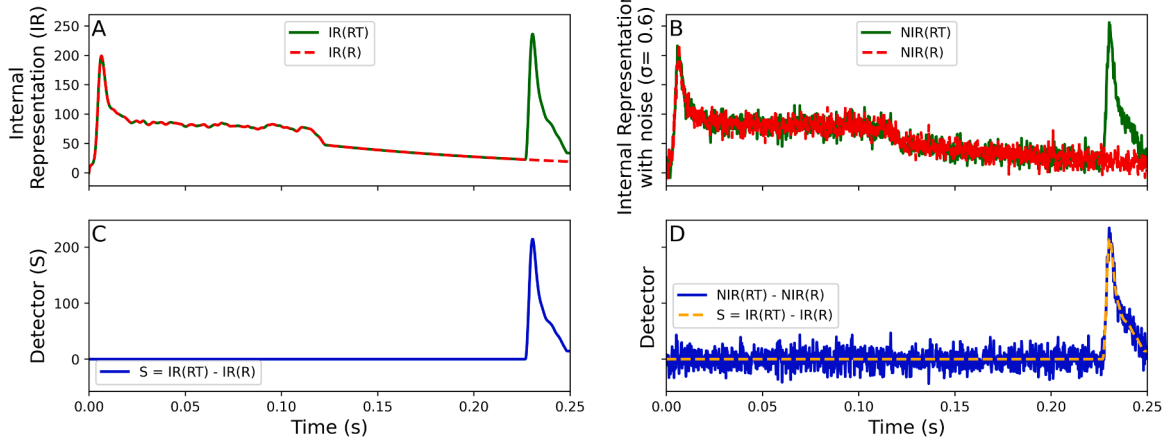 A
IR(RT)
IR(R)
Internal
Representation (IR)
250
200
150
100
50
0
B
NIR(RT)
NIR(R)
Internal Representation
with noise (σ= 0.6)
C
S = IR(RT) - IR(R)
Detector (S)
200
100
0
0.00
0.05
0.10
0.15
0.20
0.25
Time (s)
D
NIR(RT) - NIR(R)
S = IR(RT) - IR(R)
Detector
0.00
0.05
0.10
0.15
0.20
0.25
Time (s)